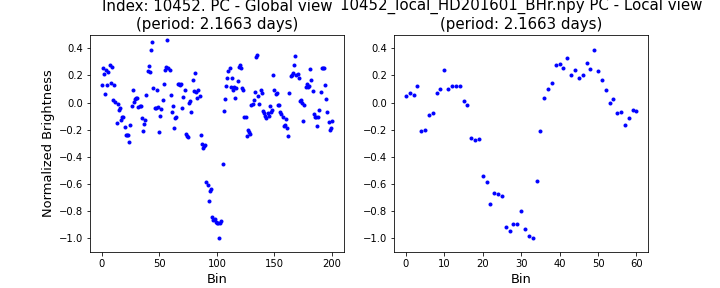 Index: 10452. PC - Global view
(period: 2.1663 days)
10452_local_HD201601_BHr.npy PC - Local view
(period: 2.1663 days)
Normalized Brightness
0.4
0.2
0.0
−0.2
−0.4
−0.6
−0.8
−1.0
0 50 100 150 200
Bin
0.4
0.2
0.0
−0.2
−0.4
−0.6
−0.8
−1.0
0 10 20 30 40 50 60
Bin